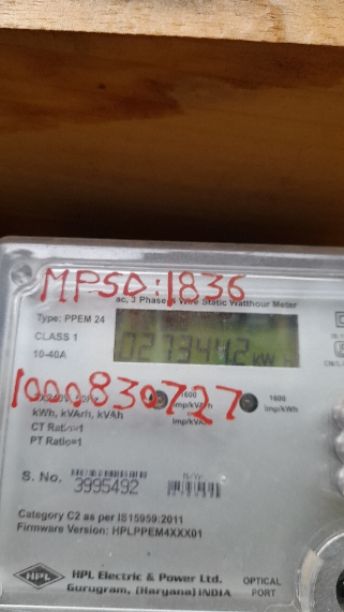 MPSD:1836
ac, 3 Phase 4 Wire Static Watthour Meter
Type: PPEM 24
CLASS 1
10-40A
027344.2 kW h
1000830727
1600
imp/kVArh
imp/kVAh
1600
imp/kWh
kWh, kVArh, kVAh
CT Ratio=1
PT Ratio=1
S. No. 3995492
Category C2 as per IS15959:2011
Firmware Version: HPLPPEM4XXX01
HPL HPL Electric & Power Ltd.
Gurugram, (Haryana) INDIA
OPTICAL
PORT